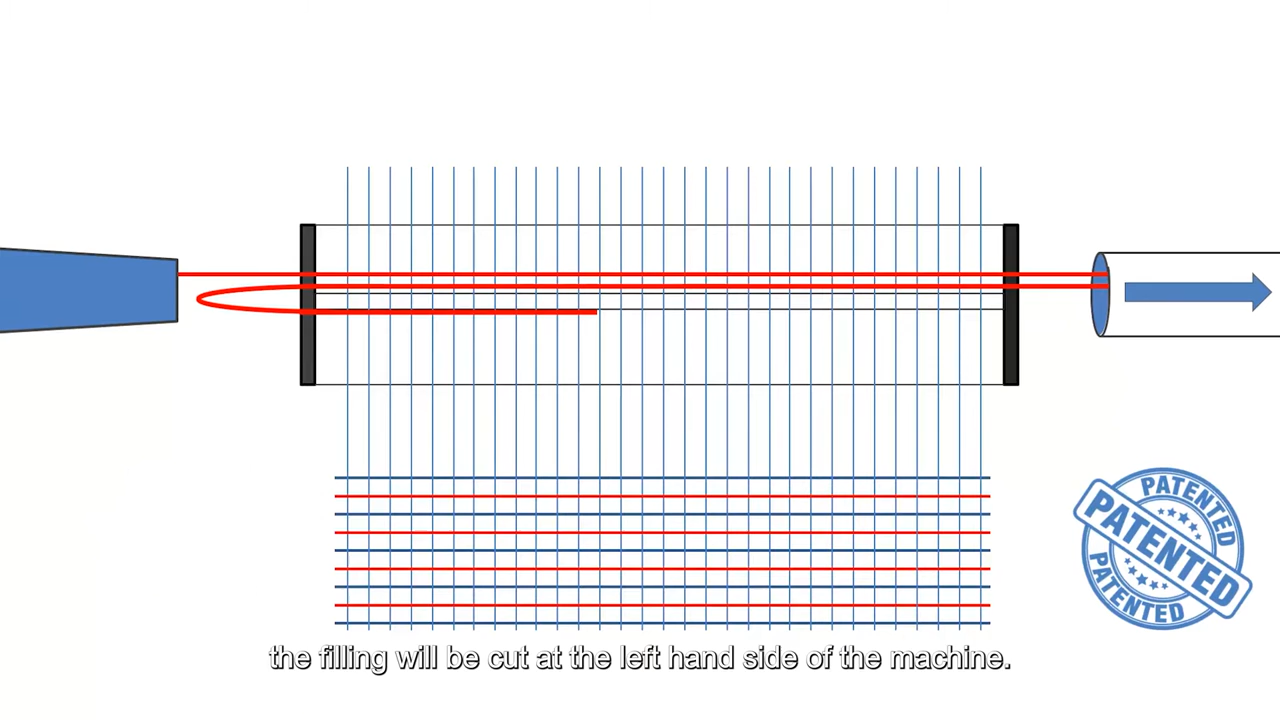 PATENTED
PATENTED
PATENTED
the filling will be cut at the left hand side of the machine.